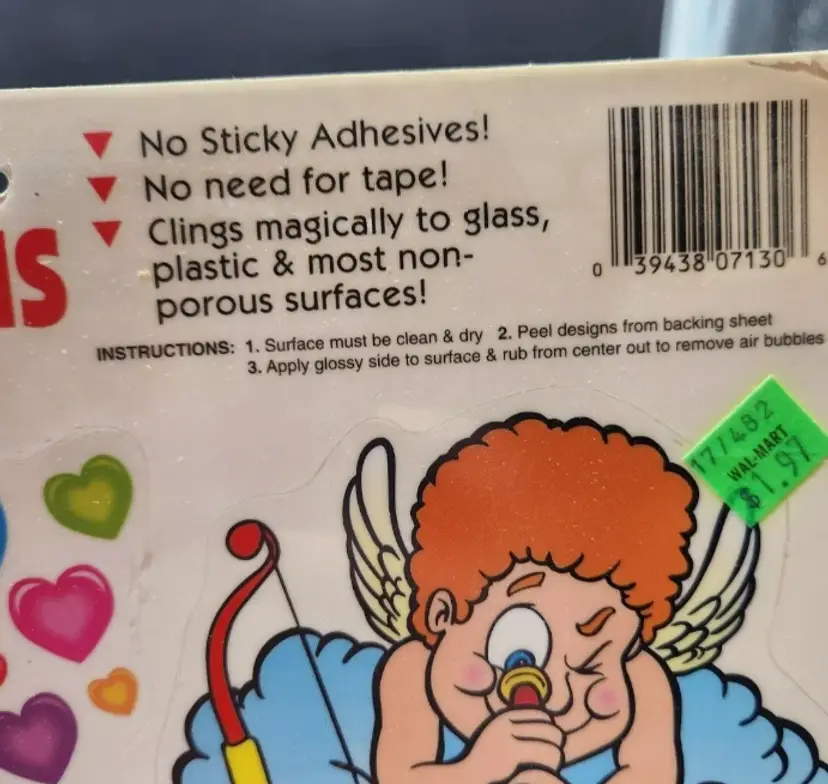 No Sticky Adhesives!
No need for tape!
Clings magically to glass,
plastic & most non-
porous surfaces!
0 39438 07130 6
INSTRUCTIONS: 1. Surface must be clean & dry 2. Peel designs from backing sheet
3. Apply glossy side to surface & rub from center out to remove air bubbles
17/482
WAL-MART
$1.97